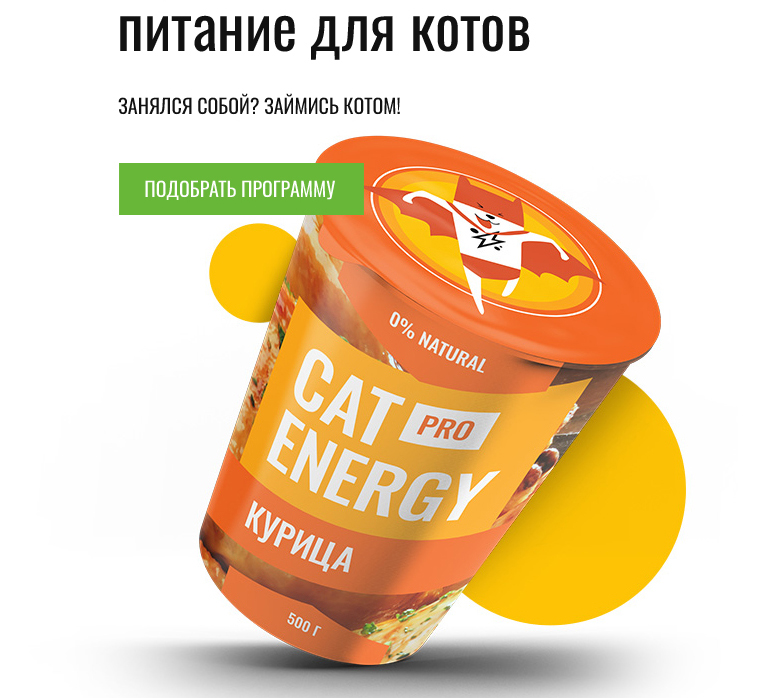 питание для котов
ЗАНЯЛСЯ СОБОЙ? ЗАЙМИСЬ КОТОМ!
ПОДОБРАТЬ ПРОГРАММУ
0% NATURAL
CAT PRO
ENERGY
КУРИЦА
500 Г